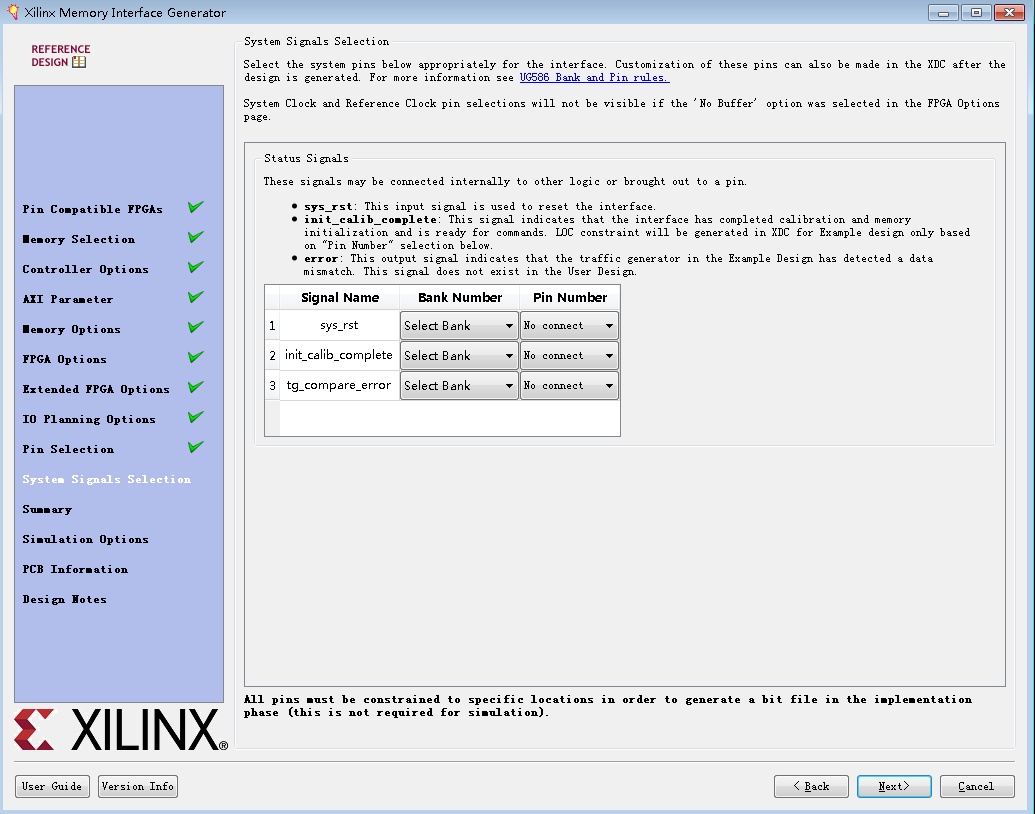 Xilinx Memory Interface Generator
REFERENCE
DESIGN
Pin Compatible FPGAs
Memory Selection
Controller Options
AXI Parameter
Memory Options
FPGA Options
Extended FPGA Options
IO Planning Options
Pin Selection
System Signals Selection
Summary
Simulation Options
PCB Information
Design Notes
XILINX®
System Signals Selection
Select the system pins below appropriately for the interface. Customization of these pins can also be made in the XDC after the
design is generated. For more information see UG586 Bank and Pin rules.
System Clock and Reference Clock pin selections will not be visible if the 'No Buffer' option was selected in the FPGA Options
page.
Status Signals
These signals may be connected internally to other logic or brought out to a pin.
• sys_rst: This input signal is used to reset the interface.
• init_calib_complete: This signal indicates that the interface has completed calibration and memory
initialization and is ready for commands. LOC constraint will be generated in XDC for Example design only based
on "Pin Number" selection below.
• error: This output signal indicates that the traffic generator in the Example Design has detected a data
mismatch. This signal does not exist in the User Design.
Signal Name Bank Number Pin Number
1 sys_rst Select Bank No connect
2 init_calib_complete Select Bank No connect
3 tg_compare_error Select Bank No connect
All pins must be constrained to specific locations in order to generate a bit file in the implementation
phase (this is not required for simulation).
User Guide Version Info < Back Next> Cancel